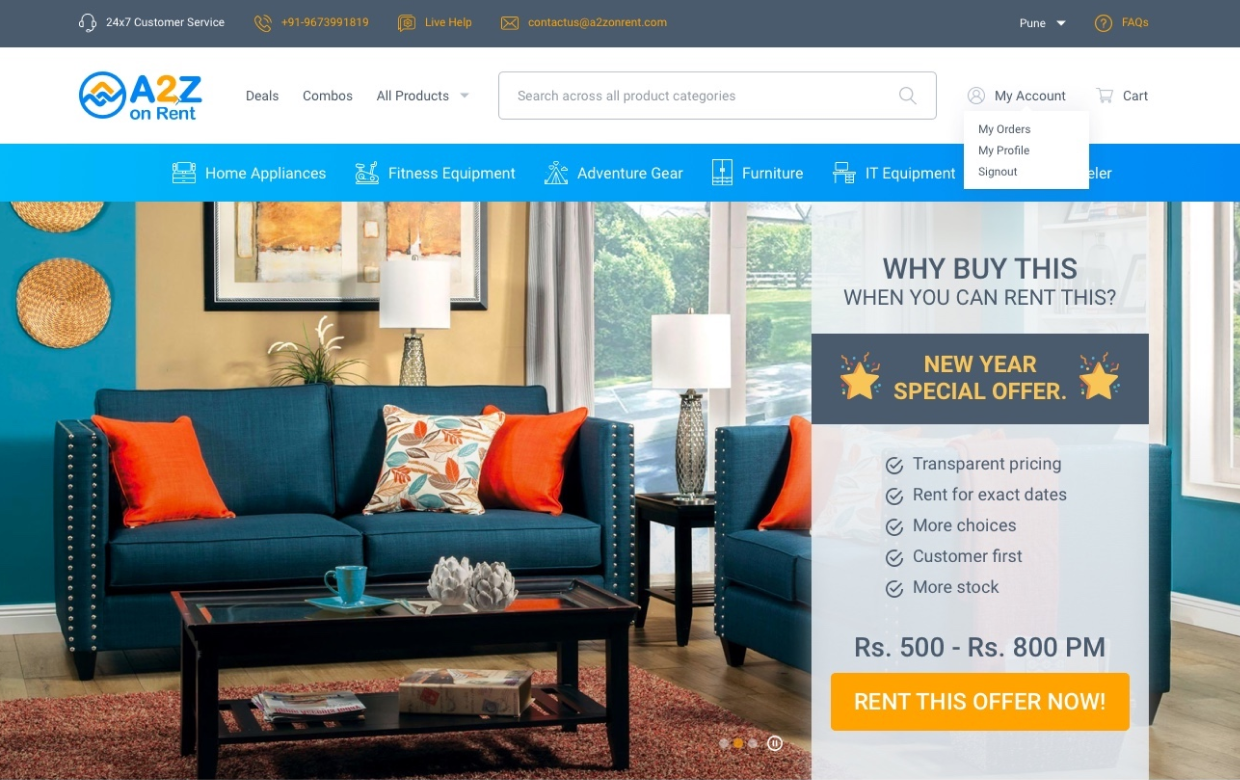 24x7 Customer Service
+91-9673991819
Live Help
contactus@a2zonrent.com
Pune
FAQs
A2Z
on Rent
Deals
Combos
All Products
Search across all product categories
My Account
Cart
My Orders
My Profile
Signout
Home Appliances
Fitness Equipment
Adventure Gear
Furniture
IT Equipment
WHY BUY THIS
WHEN YOU CAN RENT THIS?
NEW YEAR
SPECIAL OFFER.
Transparent pricing
Rent for exact dates
More choices
Customer first
More stock
Rs. 500 - Rs. 800 PM
RENT THIS OFFER NOW!